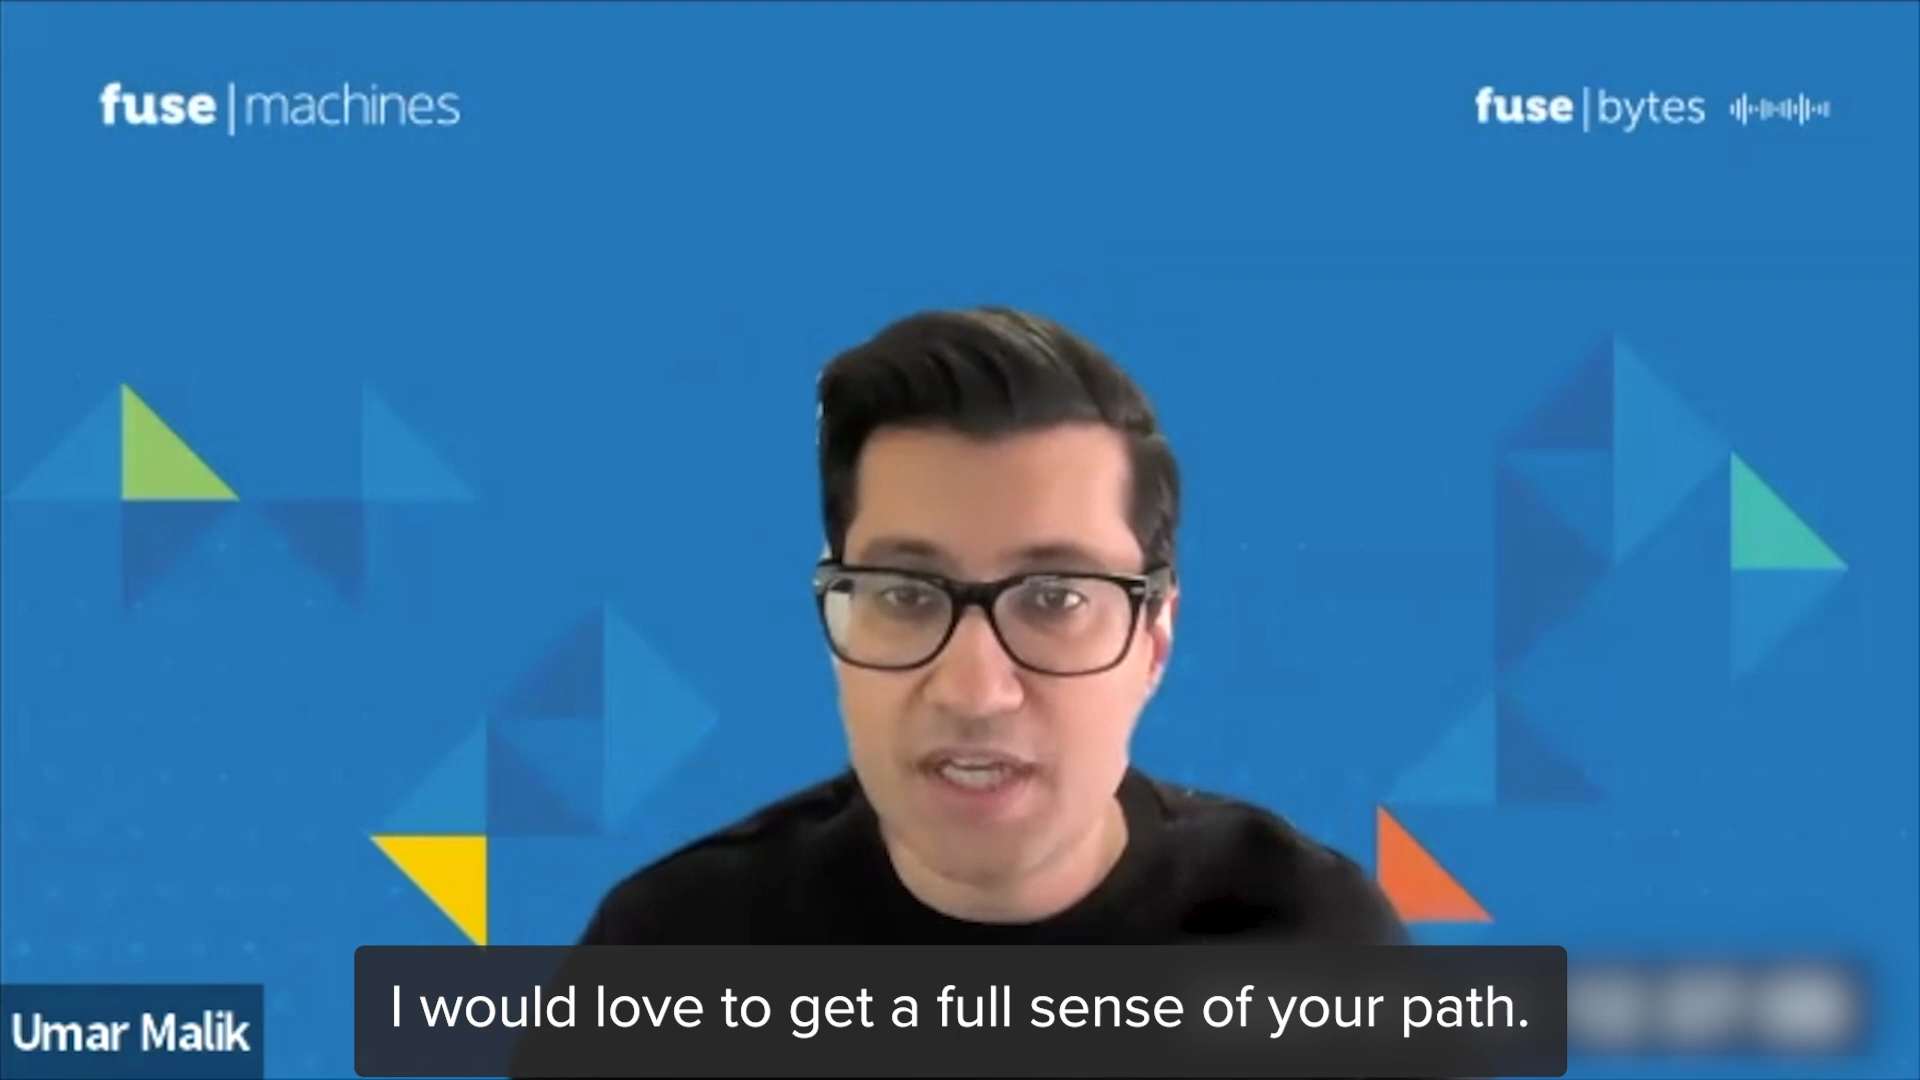 fuse|machines
fuse|bytes
I would love to get a full sense of your path.
Umar Malik